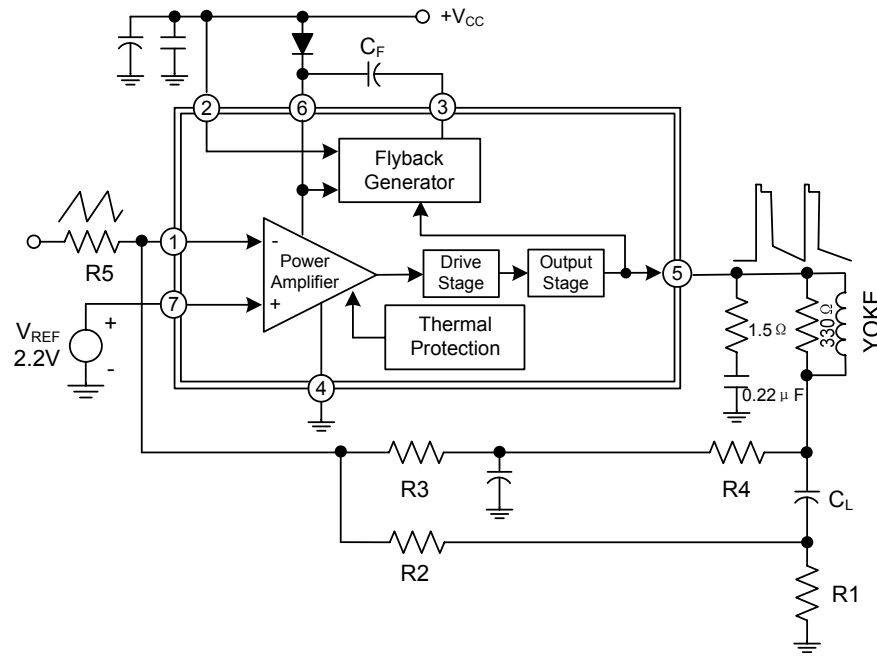 +VCC
CF
2
6
3
Flyback
Generator
R5
1
-
Power
Amplifier
+
7
Drive
Stage
Output
Stage
5
Thermal
Protection
VREF
2.2V
+
-
4
1.5Ω
330Ω
YOKE
0.22μF
R3
R4
CL
R2
R1